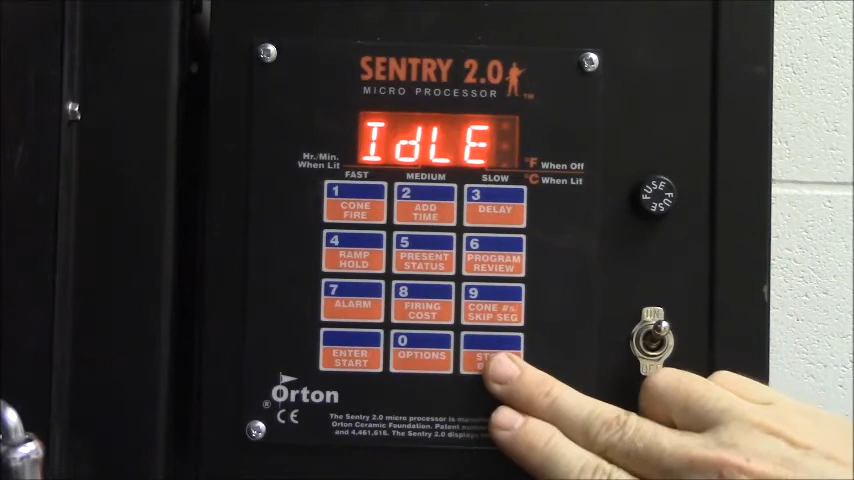 SENTRY 2.0
MICRO PROCESSOR TM
IdLE
Hr./Min.
When Lit
°F When Off
°C When Lit
FAST MEDIUM SLOW
1 CONE FIRE
2 ADD TIME
3 DELAY
4 RAMP HOLD
5 PRESENT STATUS
6 PROGRAM REVIEW
7 ALARM
8 FIRING COST
9 CONE #s/ SKIP SEG
ENTER START
0 OPTIONS
FUSE FUSE
ON
Orton
®
CE
The Sentry 2.0 micro processor is
Orton Ceramic Foundation. Patent
and 4,461,616. The Sentry 2.0